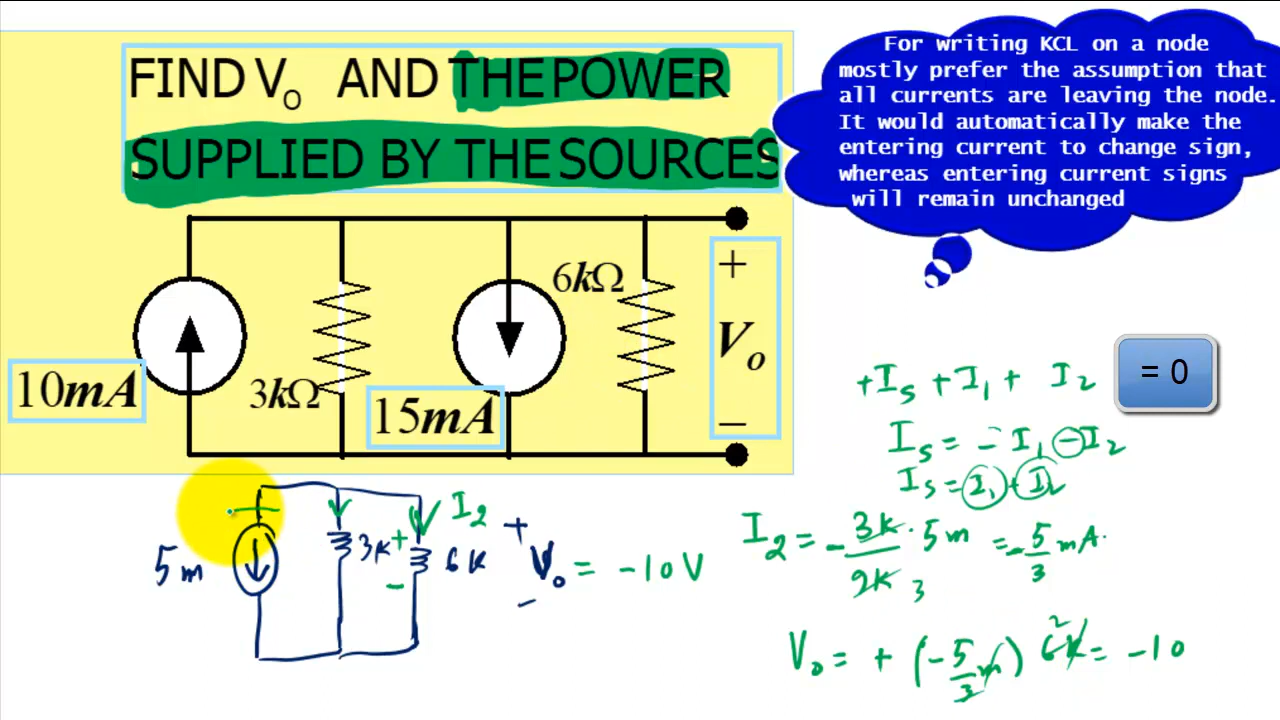 FIND Vo AND THE POWER
SUPPLIED BY THE SOURCES
For writing KCL on a node
mostly prefer the assumption that
all currents are leaving the node.
It would automatically make the
entering current to change sign,
whereas entering current signs
will remain unchanged
6kΩ
+
Vo
−
10mA
3kΩ
15mA
+Is + I1 + I2
= 0
Is = -I1 - I2
Is = I1 + I2
5m
3k
+
-
6k
I2
+
Vo = -10V
-
I2 = - 3k/9k 3 · 5m = -5/3 mA.
Vo = + (-5/3 m) 6k 2 = -10